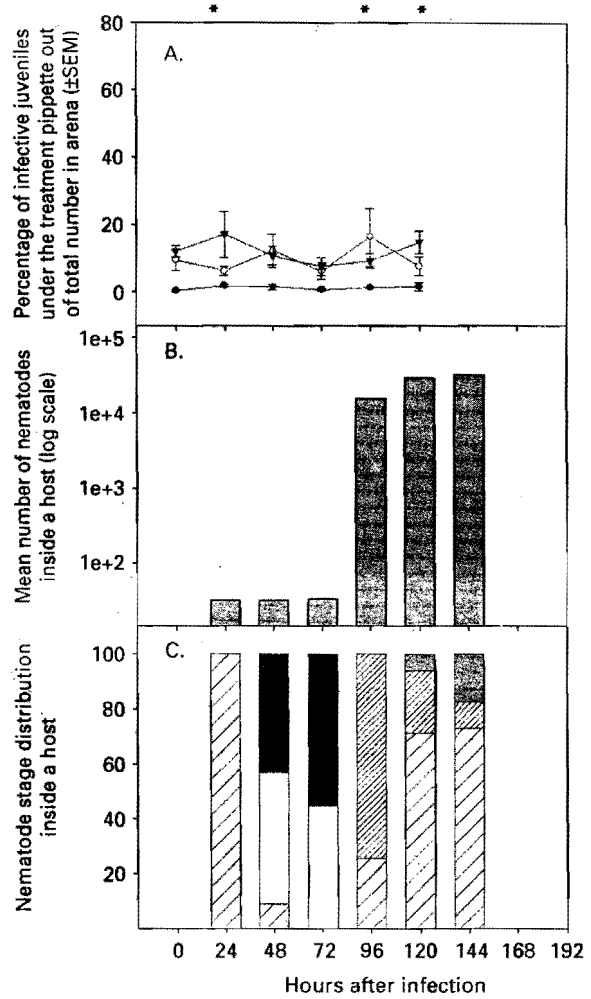 * * *
80
60
40
20
0
A.
Percentage of infective juveniles
under the treatment pippette out
of total number in arena (±SEM)
1e+5
1e+4
1e+3
1e+2
B.
Mean number of nematodes
inside a host (log scale)
100
80
60
40
20
C.
Nematode stage distribution
inside a host
0 24 48 72 96 120 144 168 192
Hours after infection